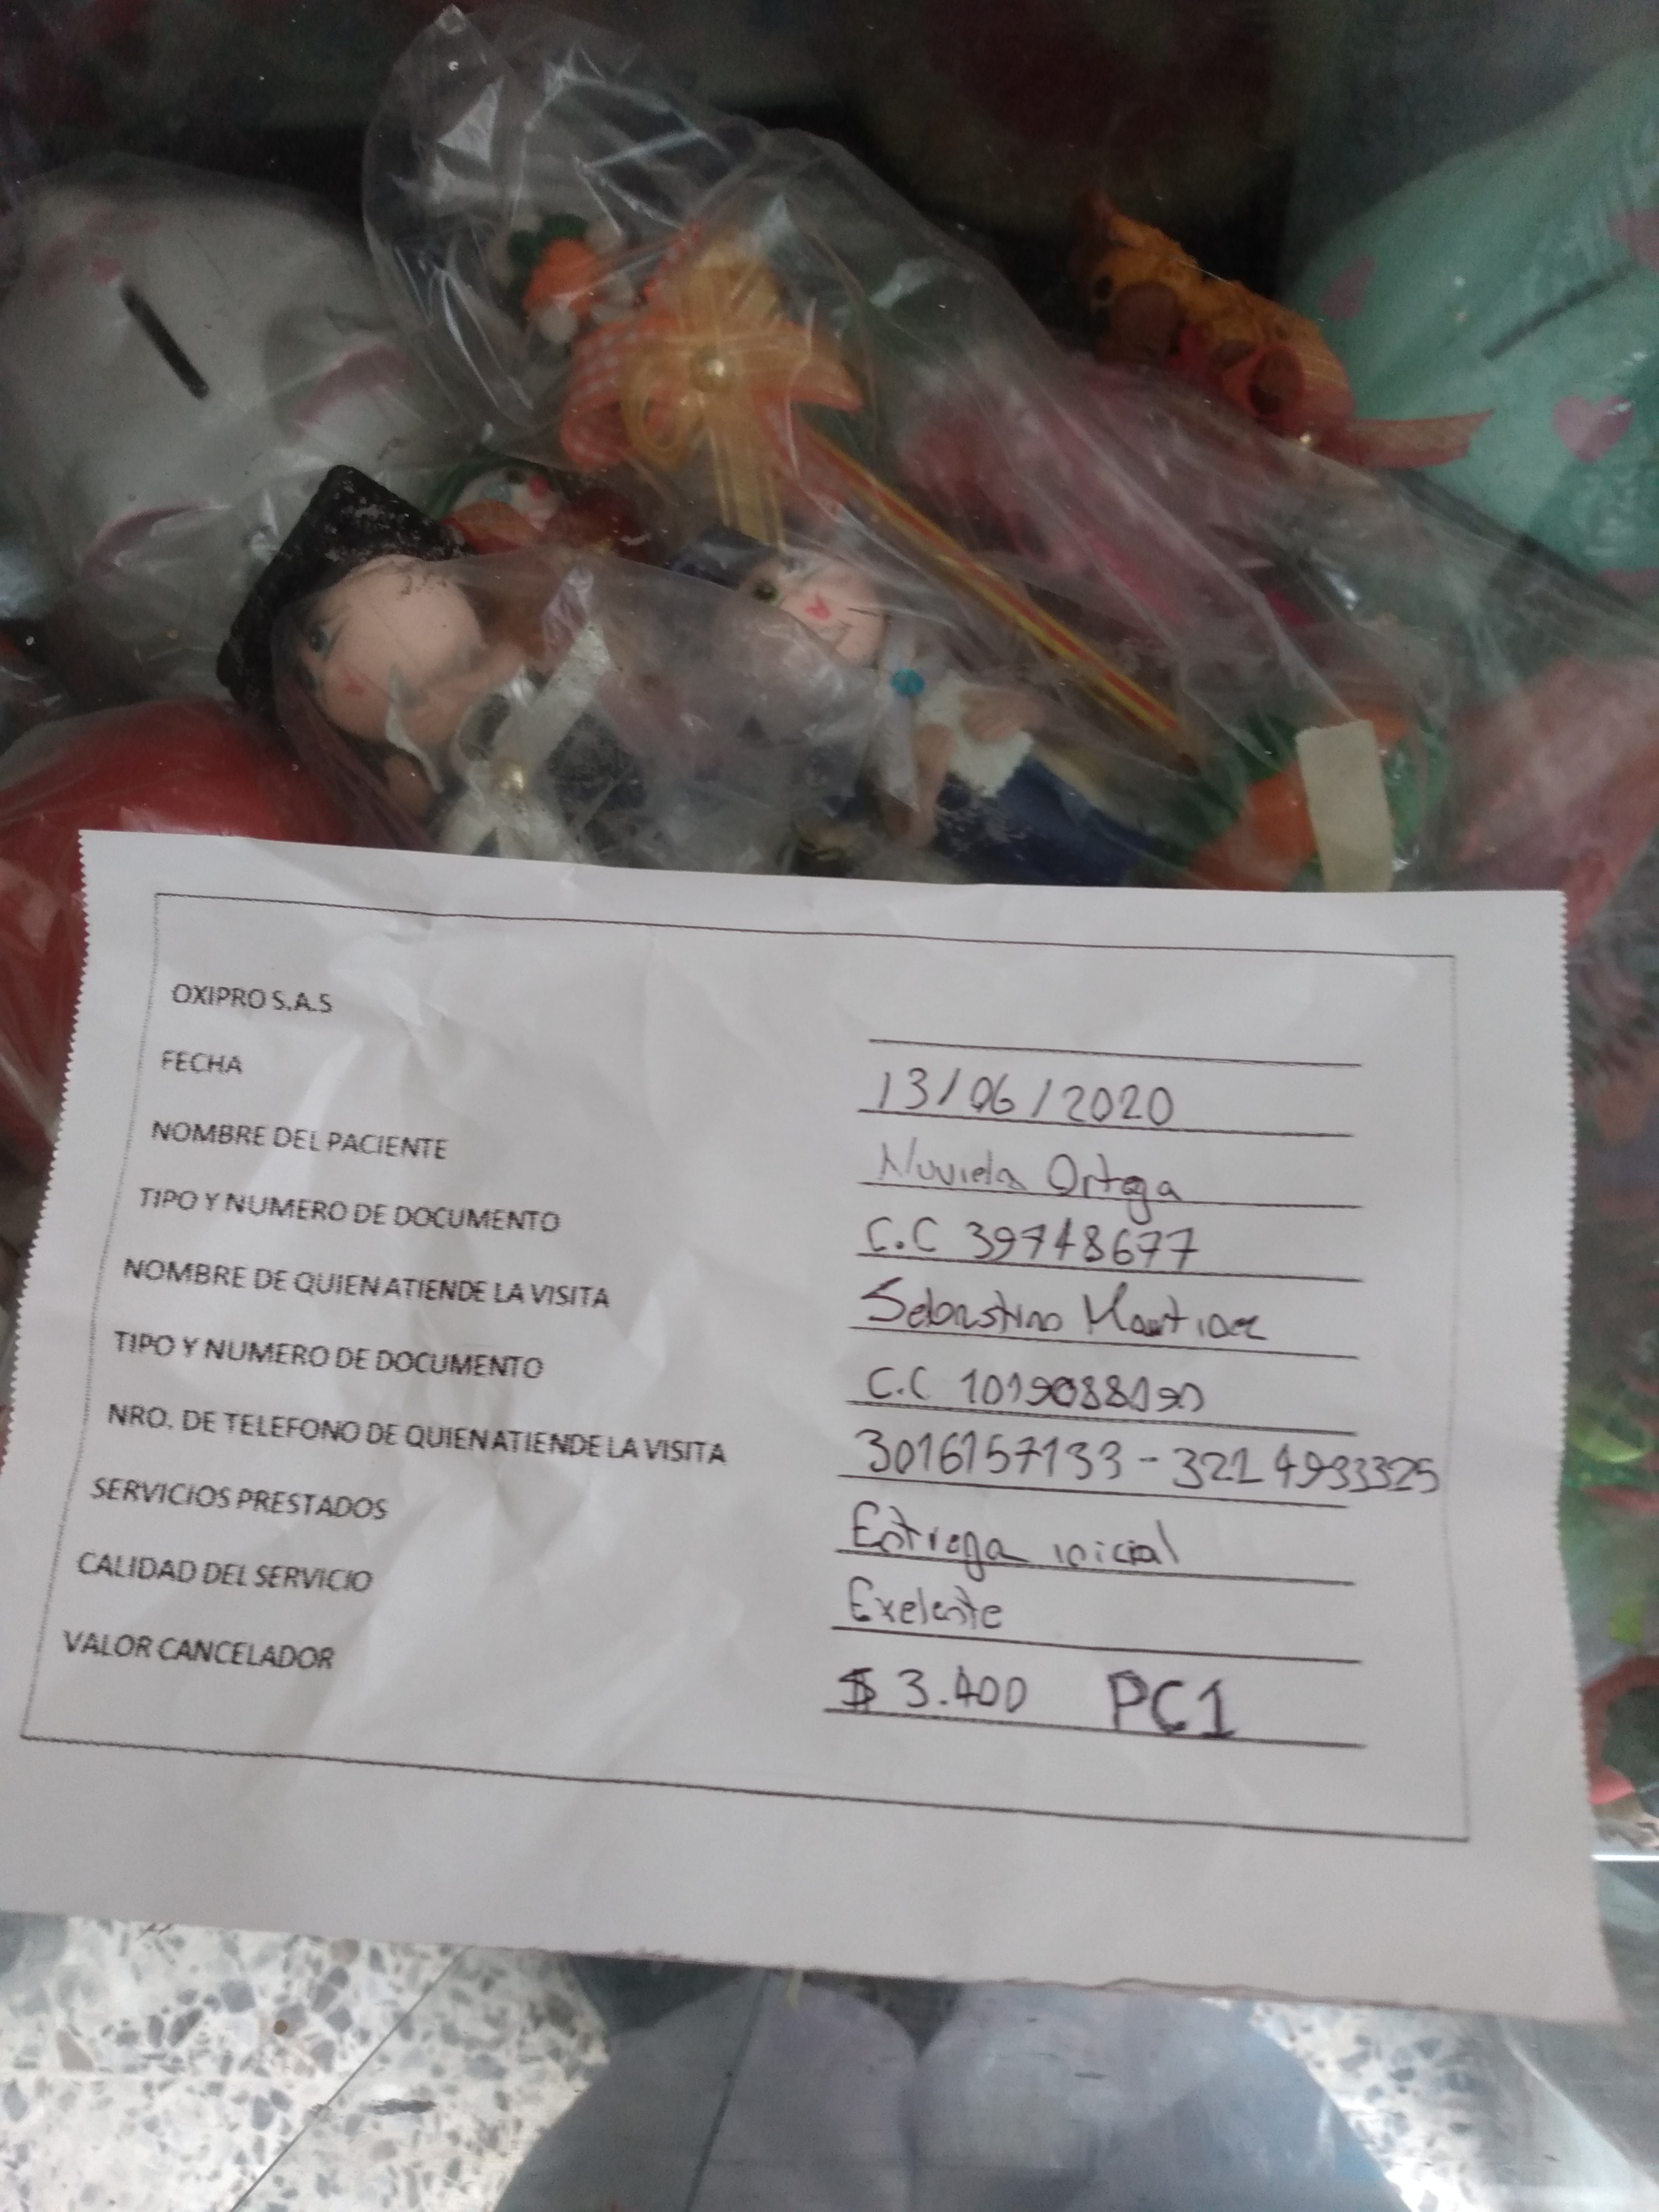 OXIPRO S.A.S
FECHA 13/06/2020
NOMBRE DEL PACIENTE Nuviela Ortega
TIPO Y NUMERO DE DOCUMENTO C.C 39748677
NOMBRE DE QUIEN ATIENDE LA VISITA Sebastian
TIPO Y NUMERO DE DOCUMENTO C.C
NRO. DE TELEFONO DE QUIEN ATIENDE LA VISITA 3016157133 - 3214933325
SERVICIOS PRESTADOS Entrega inicial
CALIDAD DEL SERVICIO Exelente
VALOR CANCELADOR $ 3.400 PC1